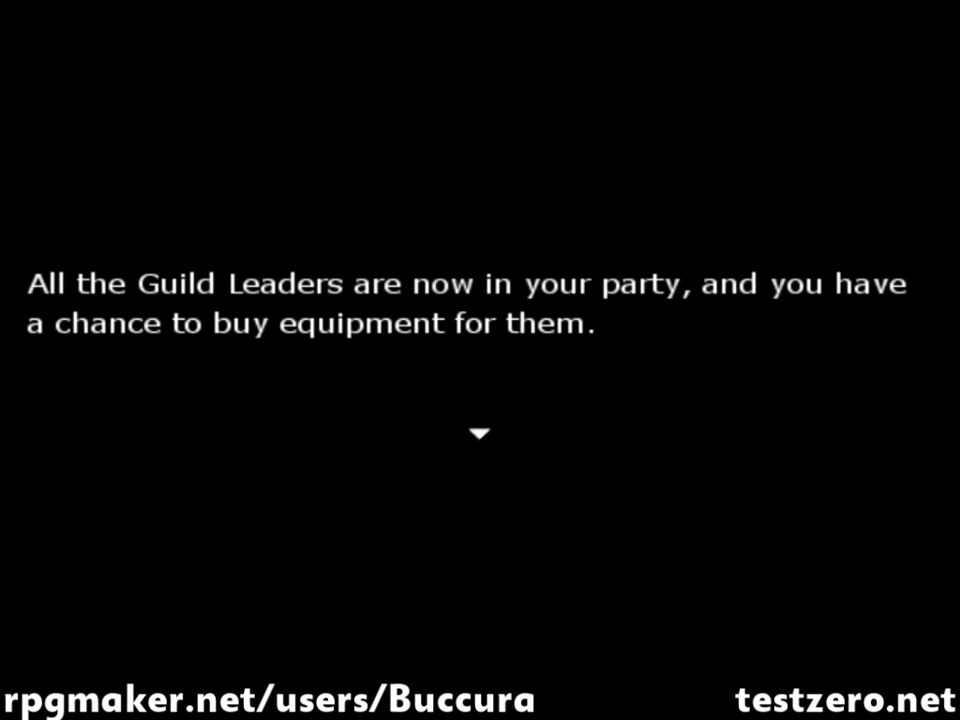 All the Guild Leaders are now in your party, and you have
a chance to buy equipment for them.
rpgmaker.net/users/Buccura
testzero.net